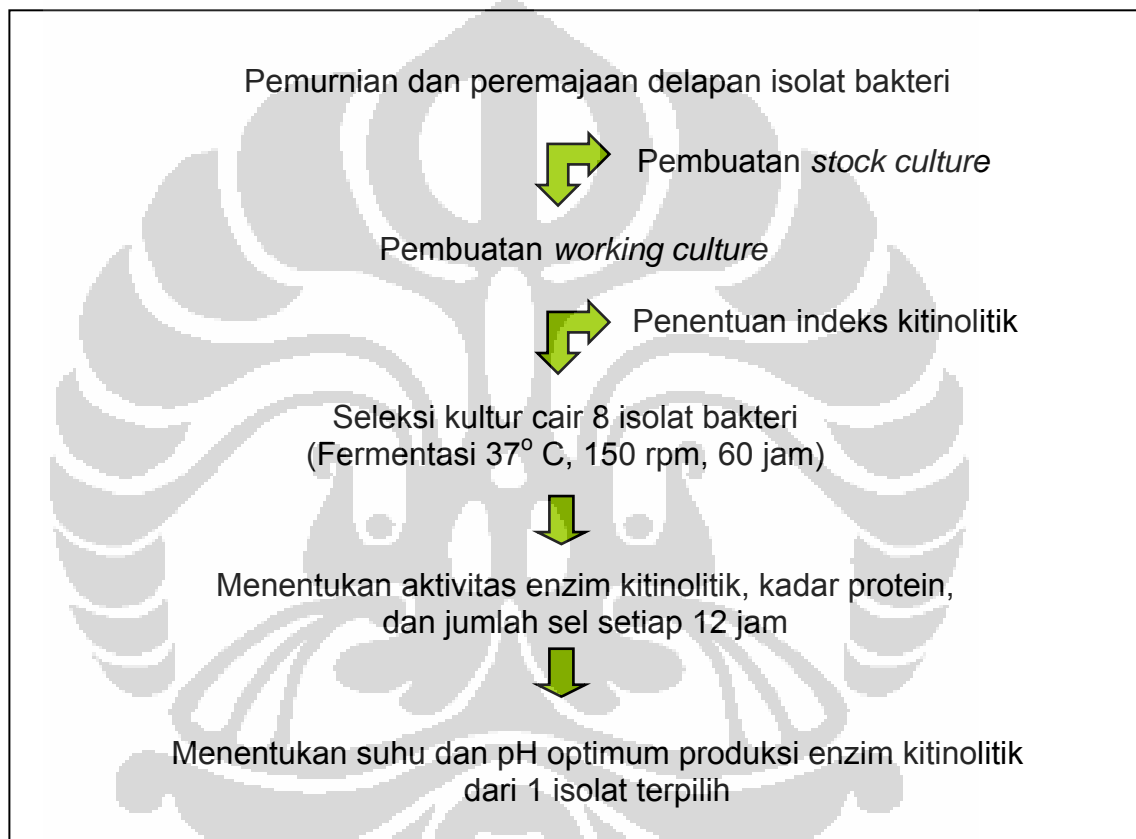 Pemurnian dan peremajaan delapan isolat bakteri
Pembuatan stock culture
Pembuatan working culture
Penentuan indeks kitinolitik
Seleksi kultur cair 8 isolat bakteri
(Fermentasi 37° C, 150 rpm, 60 jam)
Menentukan aktivitas enzim kitinolitik, kadar protein,
dan jumlah sel setiap 12 jam
Menentukan suhu dan pH optimum produksi enzim kitinolitik
dari 1 isolat terpilih